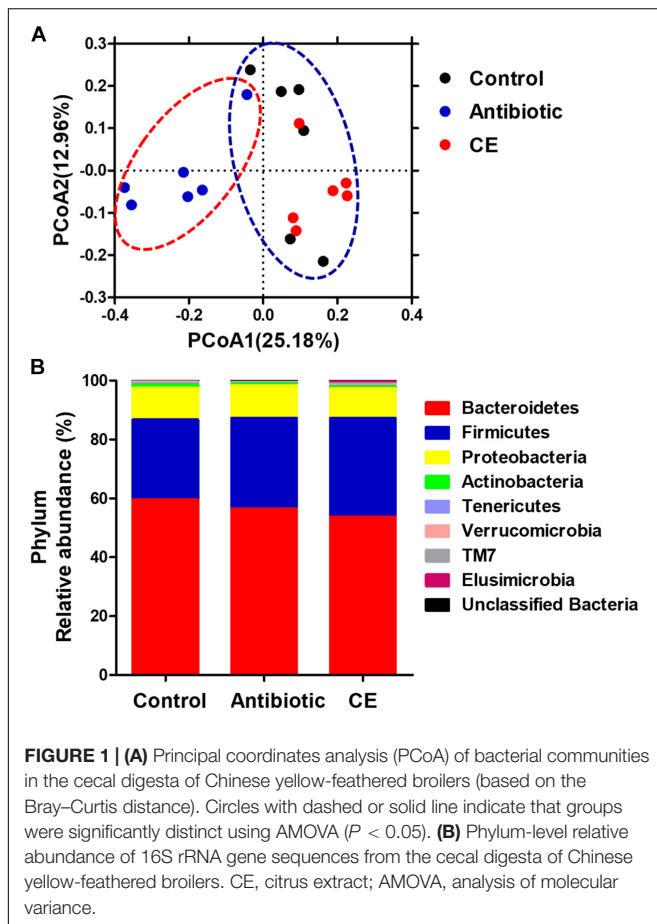 A
0.3
0.2
0.1
-0.0
-0.1
-0.2
-0.3
PCoA2(12.96%)
-0.4
-0.2
0.0
0.2
0.4
PCoA1(25.18%)
Control
Antibiotic
CE
B
100
80
60
40
20
0
Phylum
Relative abundance (%)
Control
Antibiotic
CE
Bacteroidetes
Firmicutes
Proteobacteria
Actinobacteria
Tenericutes
Verrucomicrobia
TM7
Elusimicrobia
Unclassified Bacteria
FIGURE 1 | (A) Principal coordinates analysis (PCoA) of bacterial communities
in the cecal digesta of Chinese yellow-feathered broilers (based on the
Bray–Curtis distance). Circles with dashed or solid line indicate that groups
were significantly distinct using AMOVA (P < 0.05). (B) Phylum-level relative
abundance of 16S rRNA gene sequences from the cecal digesta of Chinese
yellow-feathered broilers. CE, citrus extract; AMOVA, analysis of molecular
variance.